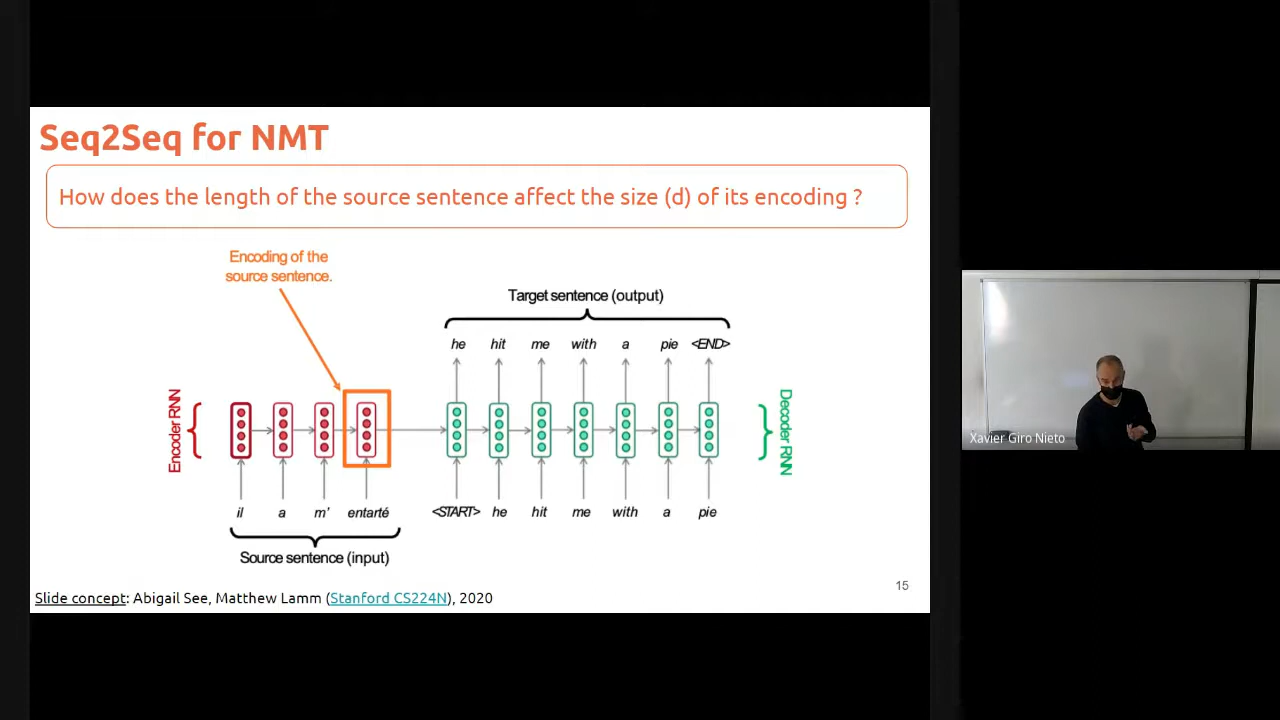 Seq2Seq for NMT
How does the length of the source sentence affect the size (d) of its encoding ?
Encoding of the
source sentence.
Target sentence (output)
he hit me with a pie <END>
Encoder RNN
Decoder RNN
il a m' entarté
<START> he hit me with a pie
Source sentence (input)
Slide concept: Abigail See, Matthew Lamm (Stanford CS224N), 2020
15
Xavier Giro Nieto